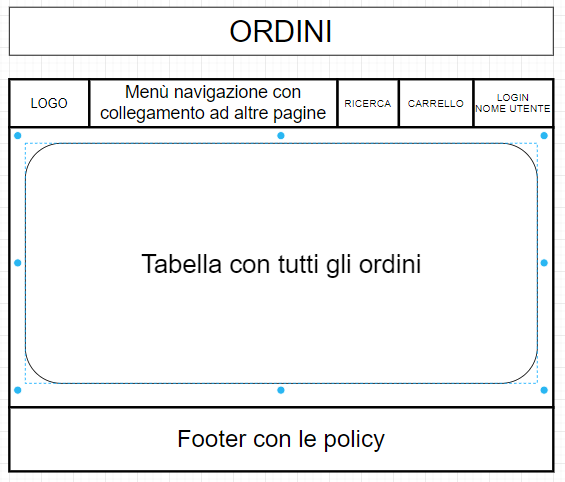 ORDINI
LOGO
Menù navigazione con
collegamento ad altre pagine
RICERCA
CARRELLO
LOGIN
NOME UTENTE
Tabella con tutti gli ordini
Footer con le policy